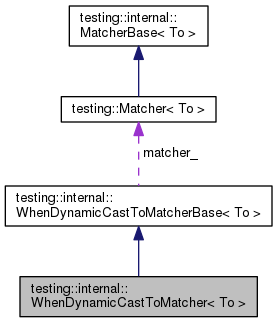 testing::internal::
MatcherBase< To >
testing::Matcher< To >
matcher_
testing::internal::
WhenDynamicCastToMatcherBase< To >
testing::internal::
WhenDynamicCastToMatcher< To >